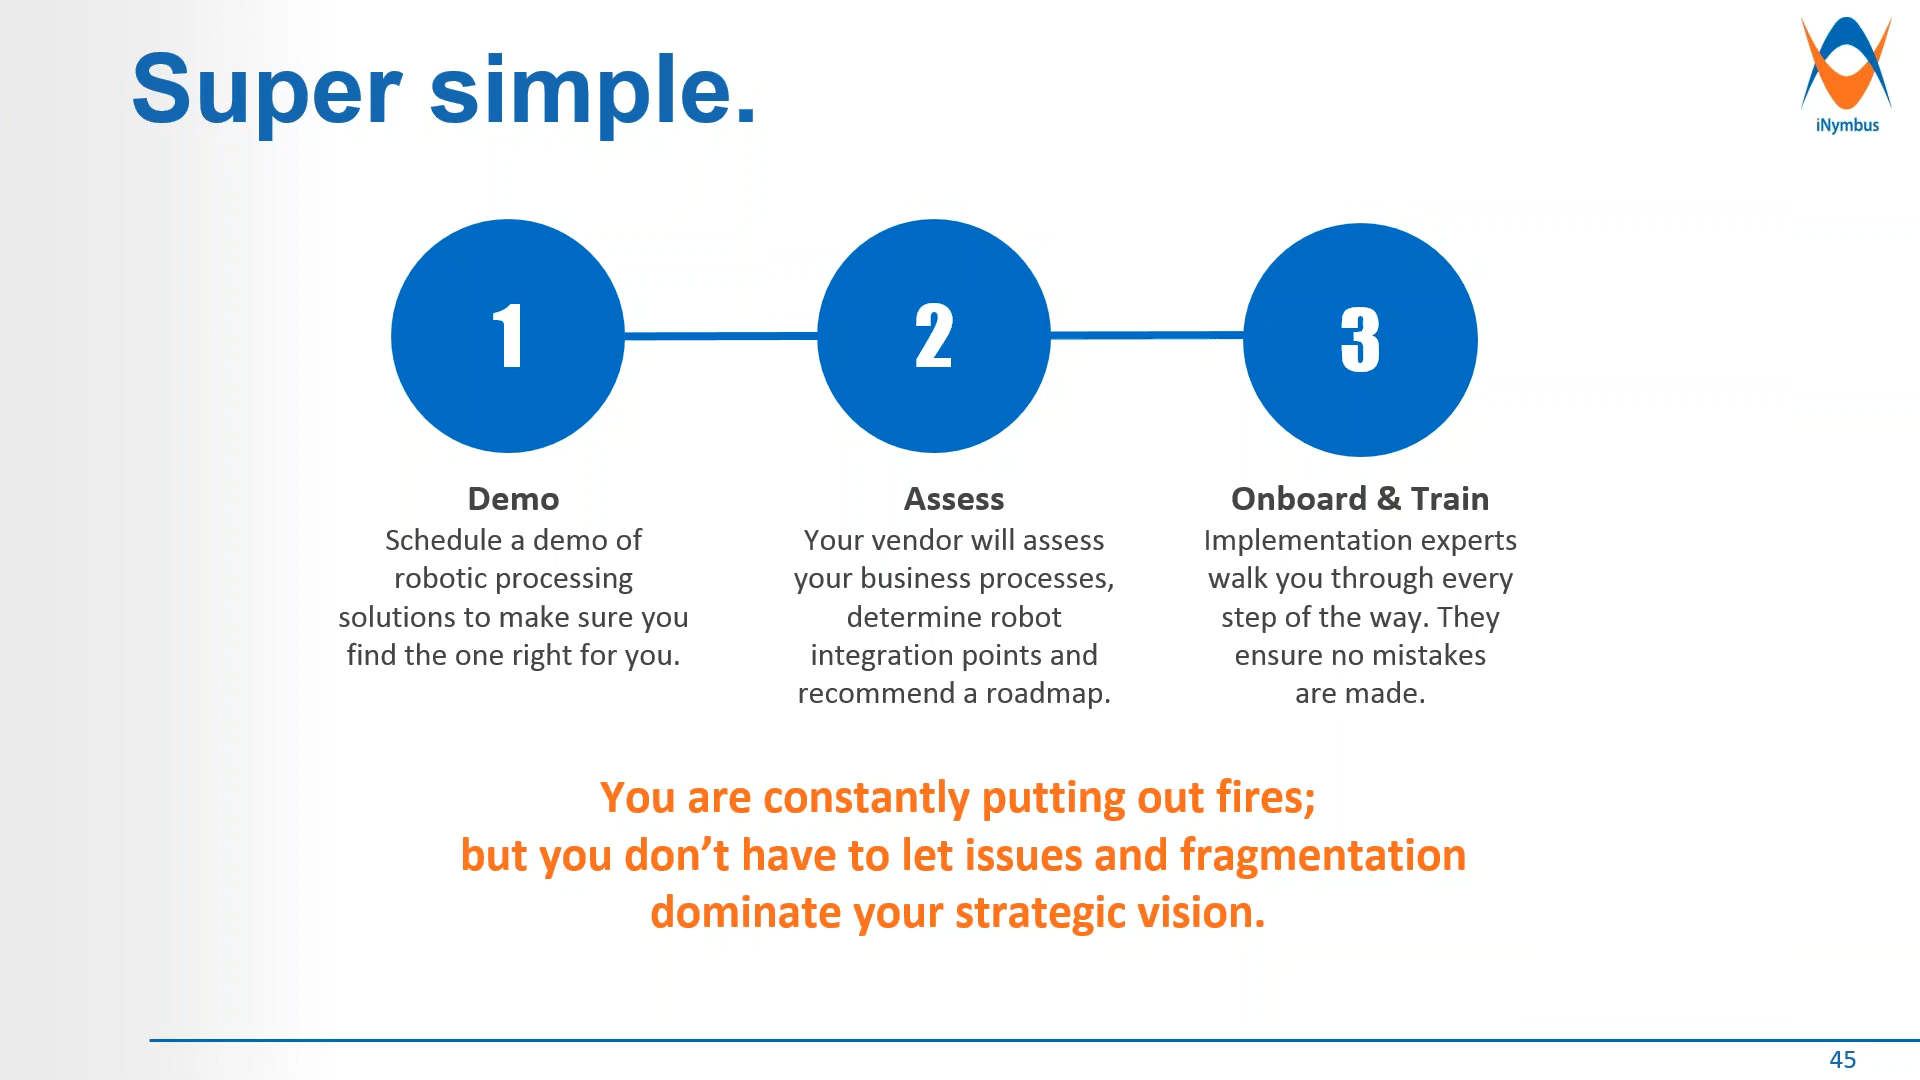 Super simple.
iNymbus
1
2
3
Demo
Schedule a demo of
robotic processing
solutions to make sure you
find the one right for you.
Assess
Your vendor will assess
your business processes,
determine robot
integration points and
recommend a roadmap.
Onboard & Train
Implementation experts
walk you through every
step of the way. They
ensure no mistakes
are made.
You are constantly putting out fires;
but you don’t have to let issues and fragmentation
dominate your strategic vision.
45